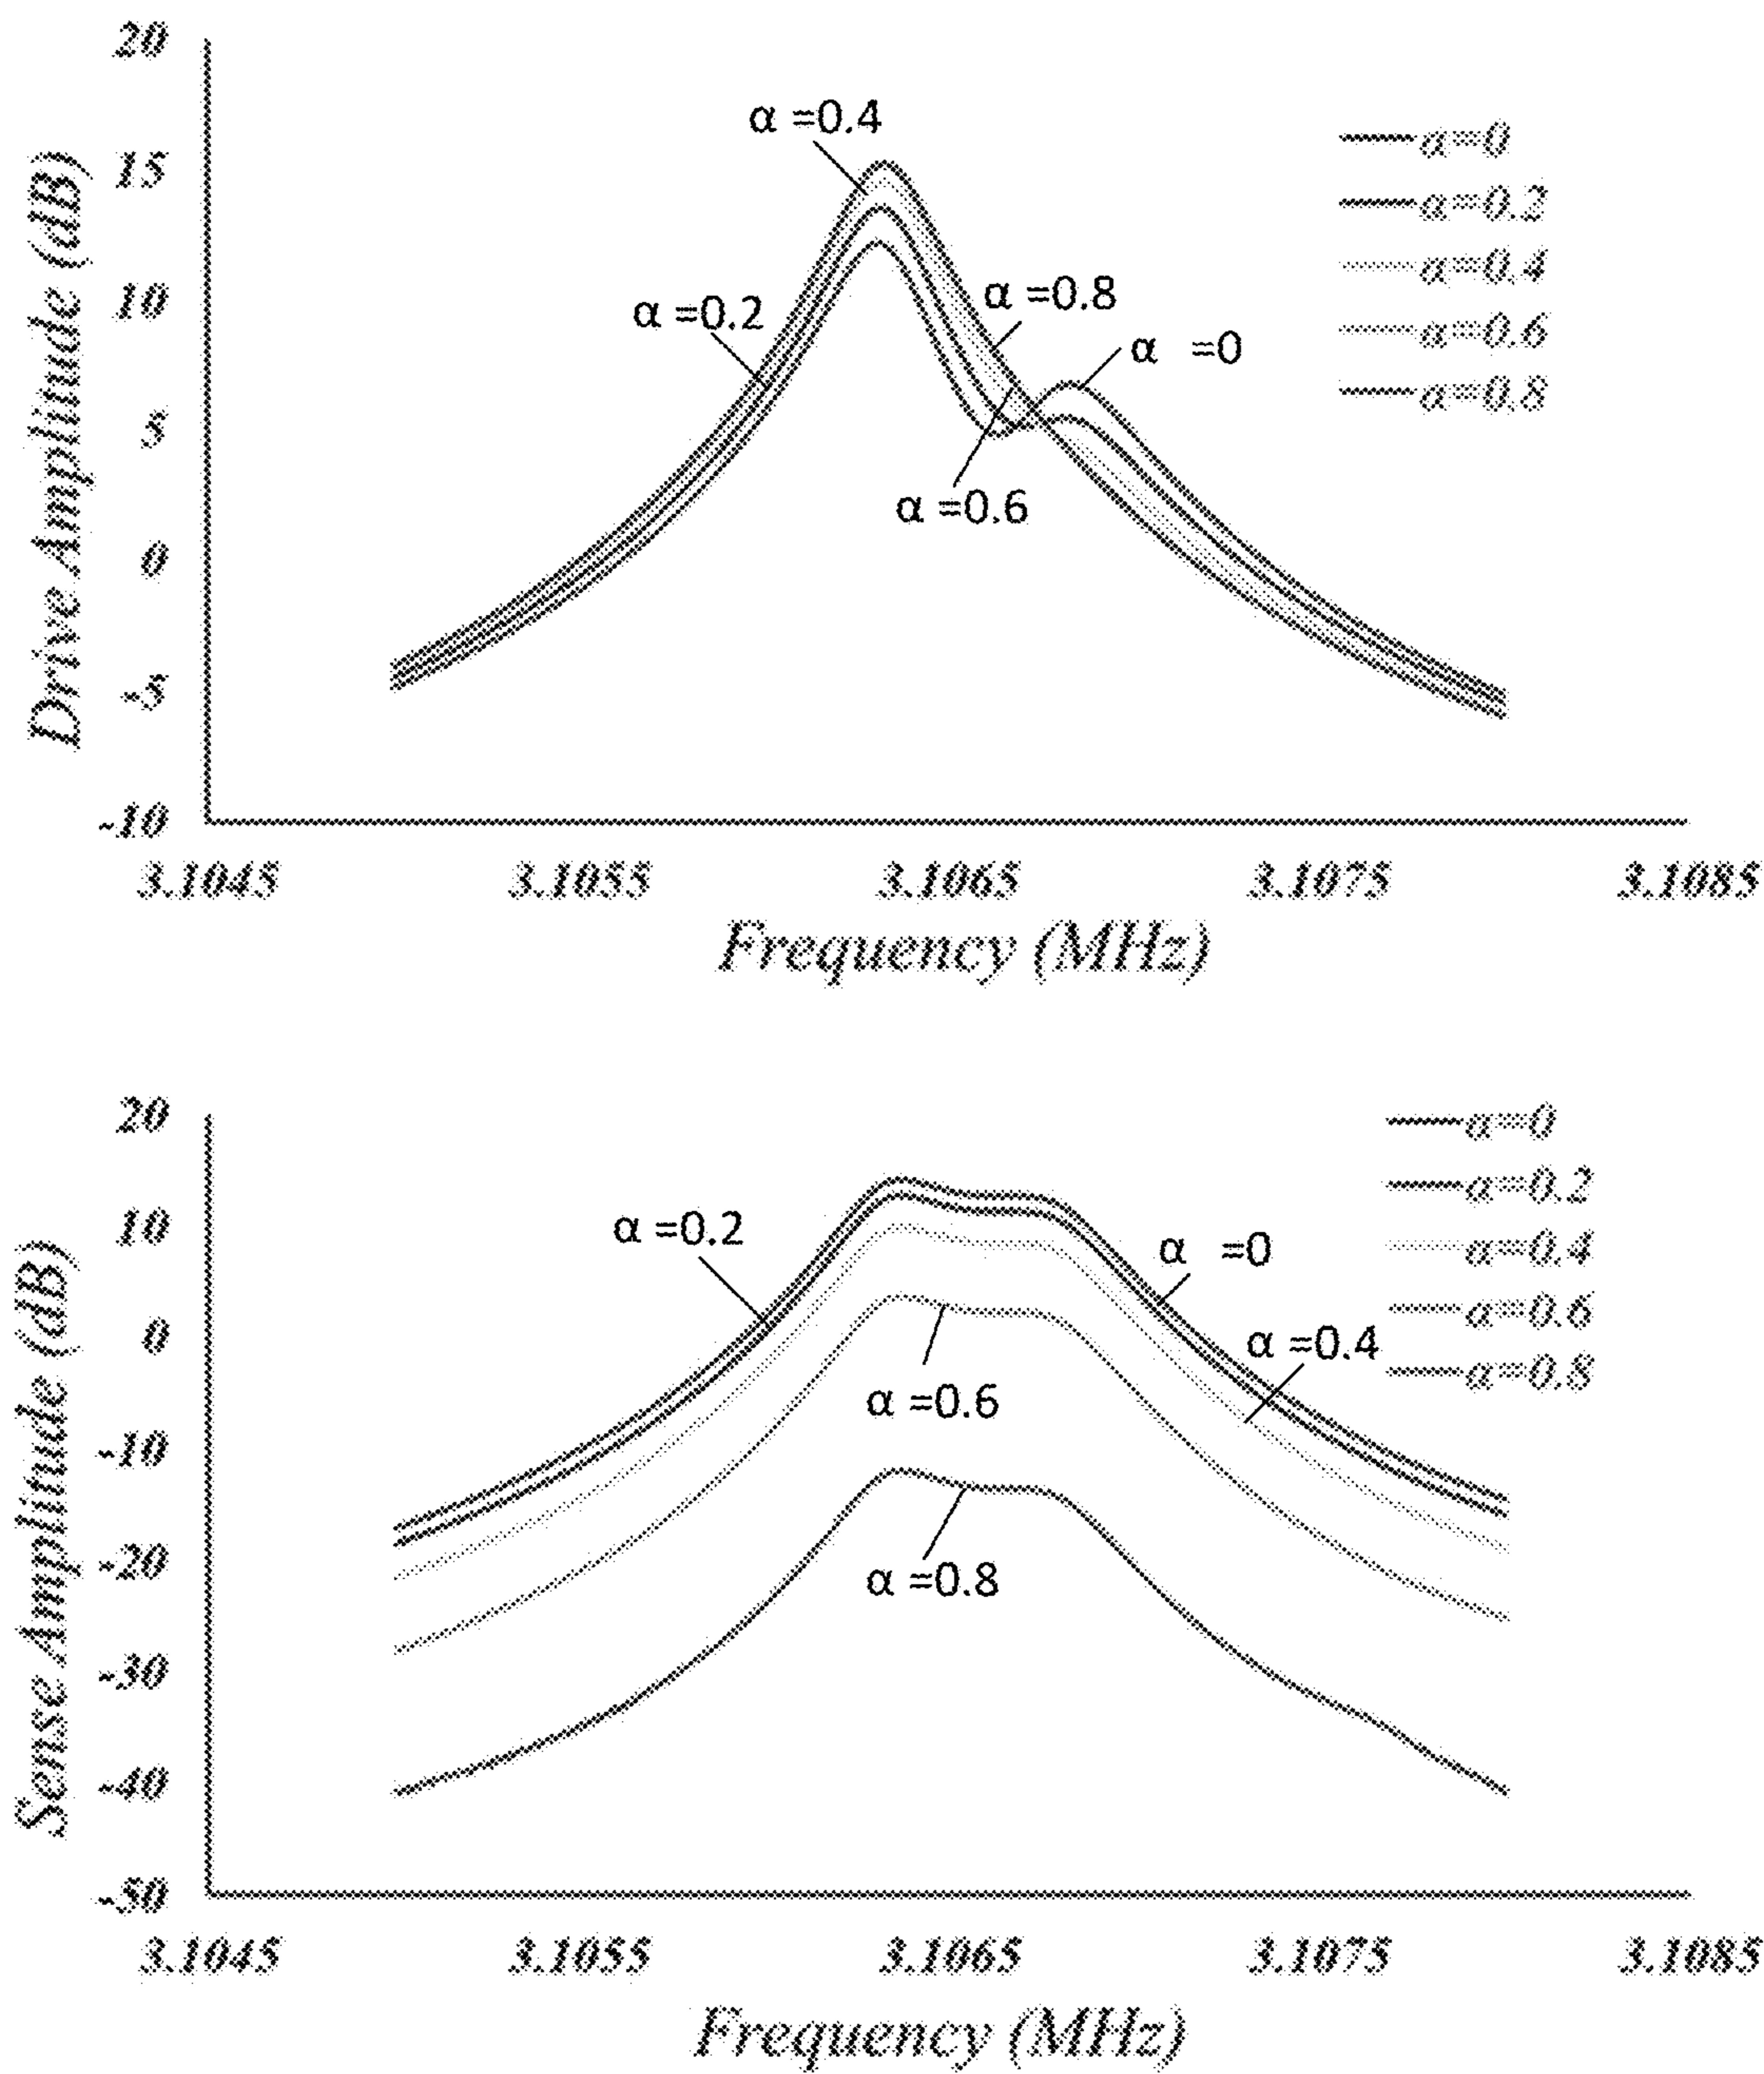 20
15
10
5
0
-5
-10
Drive Amplitude (dB)
α =0.4
α =0.2
α =0.8
α =0
α =0.6
α=0
α=0.2
α=0.4
α=0.6
α=0.8
3.1045 3.1055 3.1065 3.1075 3.1085
Frequency (MHz)
20
10
0
-10
-20
-30
-40
-50
Sense Amplitude (dB)
α =0.2
α =0
α =0.4
α =0.6
α =0.8
α=0
α=0.2
α=0.4
α=0.6
α=0.8
3.1045 3.1055 3.1065 3.1075 3.1085
Frequency (MHz)